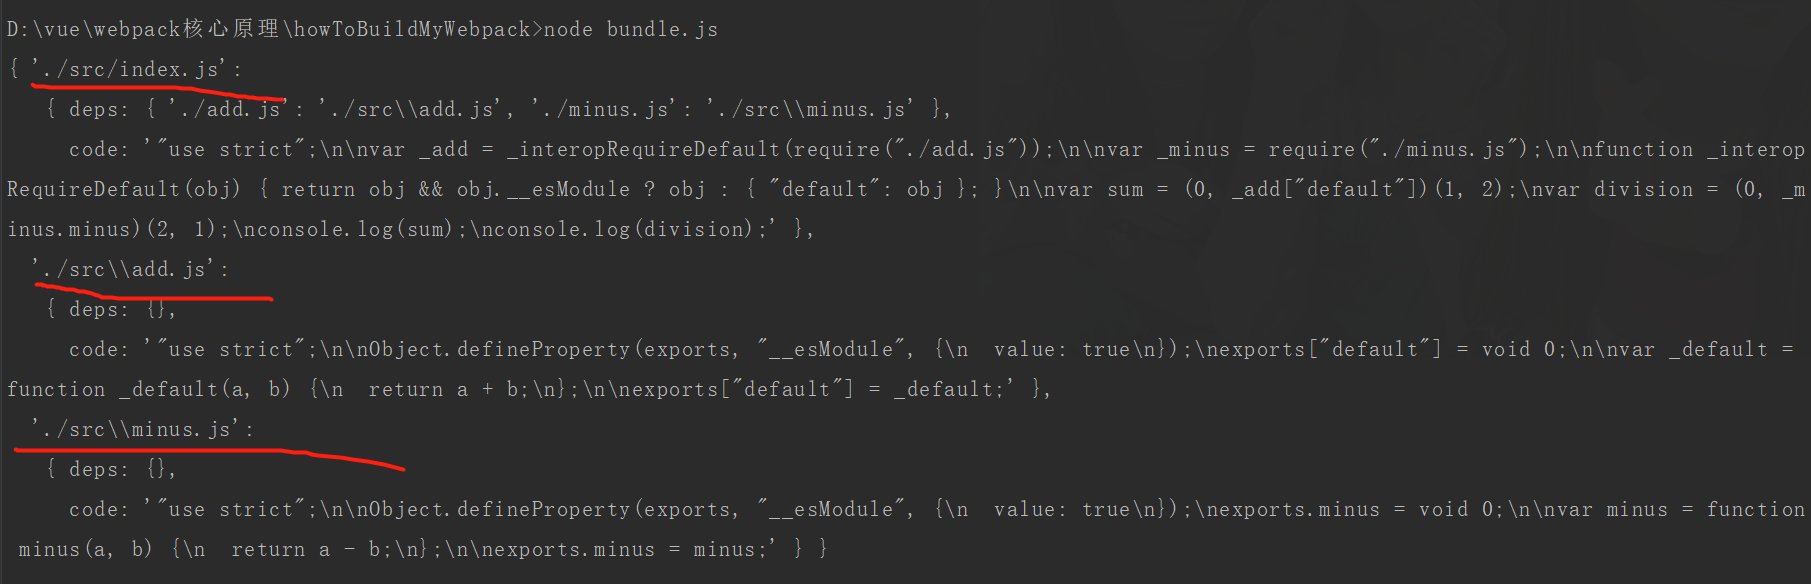 D:\vue\webpack核心原理\howToBuildMyWebpack>node bundle.js
{ './src/index.js':
{ deps: { './add.js': './src\\add.js', './minus.js': './src\\minus.js' },
code: '"use strict";\n\nvar _add = _interopRequireDefault(require("./add.js"));\n\nvar _minus = require("./minus.js");\n\nfunction _interop
RequireDefault(obj) { return obj && obj.__esModule ? obj : { "default": obj }; }\n\nvar sum = (0, _add["default"])(1, 2);\nvar division = (0, _m
inus.minus)(2, 1);\nconsole.log(sum);\nconsole.log(division);' },
'./src\\add.js':
{ deps: {},
code: '"use strict";\n\nObject.defineProperty(exports, "__esModule", {\n  value: true\n});\nexports["default"] = void 0;\n\nvar _default =
function _default(a, b) {\n  return a + b;\n};\n\nexports["default"] = _default;' },
'./src\\minus.js':
{ deps: {},
code: '"use strict";\n\nObject.defineProperty(exports, "__esModule", {\n  value: true\n});\nexports.minus = void 0;\n\nvar minus = function
minus(a, b) {\n  return a - b;\n};\n\nexports.minus = minus;' } }